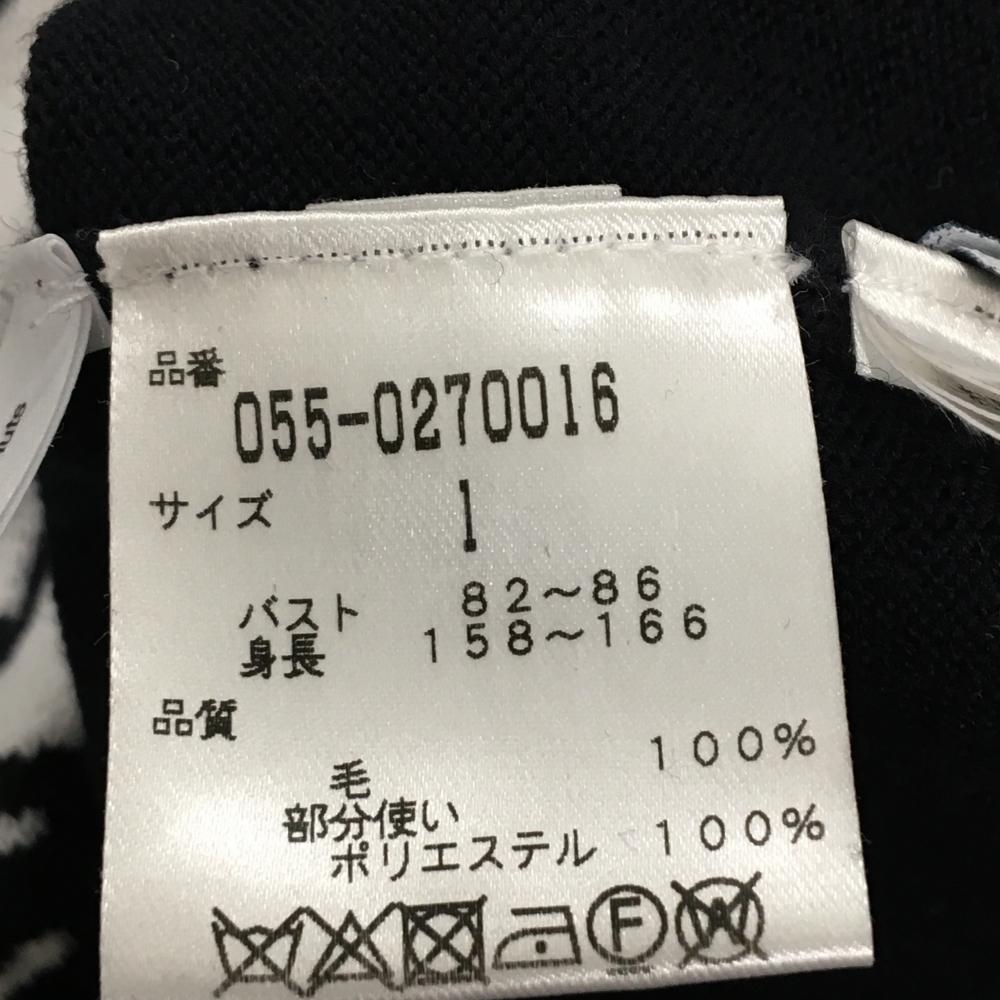 品番
055-0270016
サイズ 1
バスト 82～86
身長 158～166
品質
毛 100%
部分使い
ポリエステル 100%
F W